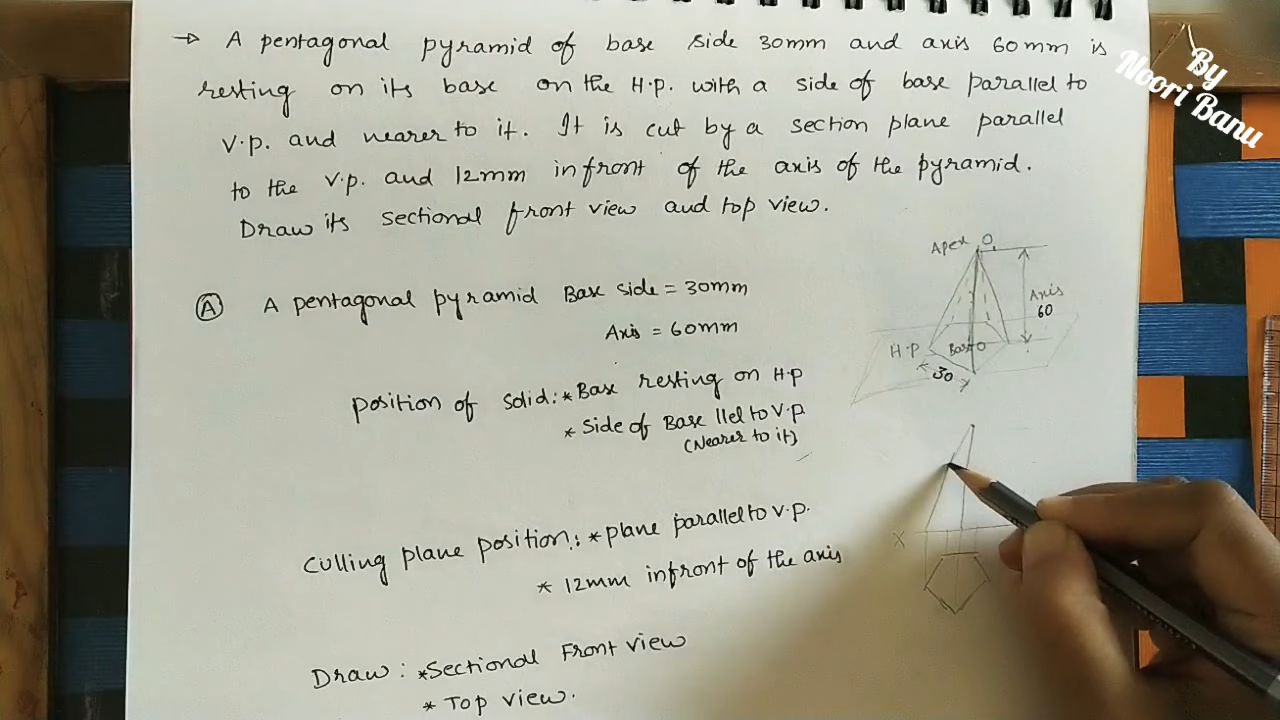 → A pentagonal pyramid of base side 30mm and axis 60mm is
resting on its base on the H.P. with a side of base parallel to
V.p. and nearer to it. It is cut by a section plane parallel
to the V.p. and 12mm infront of the axis of the pyramid.
Draw its sectional front view and top view.
By
Noori Banu
Apex O,
Axis
60
H.P
Base O
30
A A pentagonal pyramid Base side = 30mm
Axis = 60mm
position of solid: * Base resting on H.p
* Side of Base llel to V.p.
(Nearer to it)
Culling plane position: * plane parallel to V.p.
* 12mm infront of the axis
X
Draw: * Sectional Front view
* Top view.